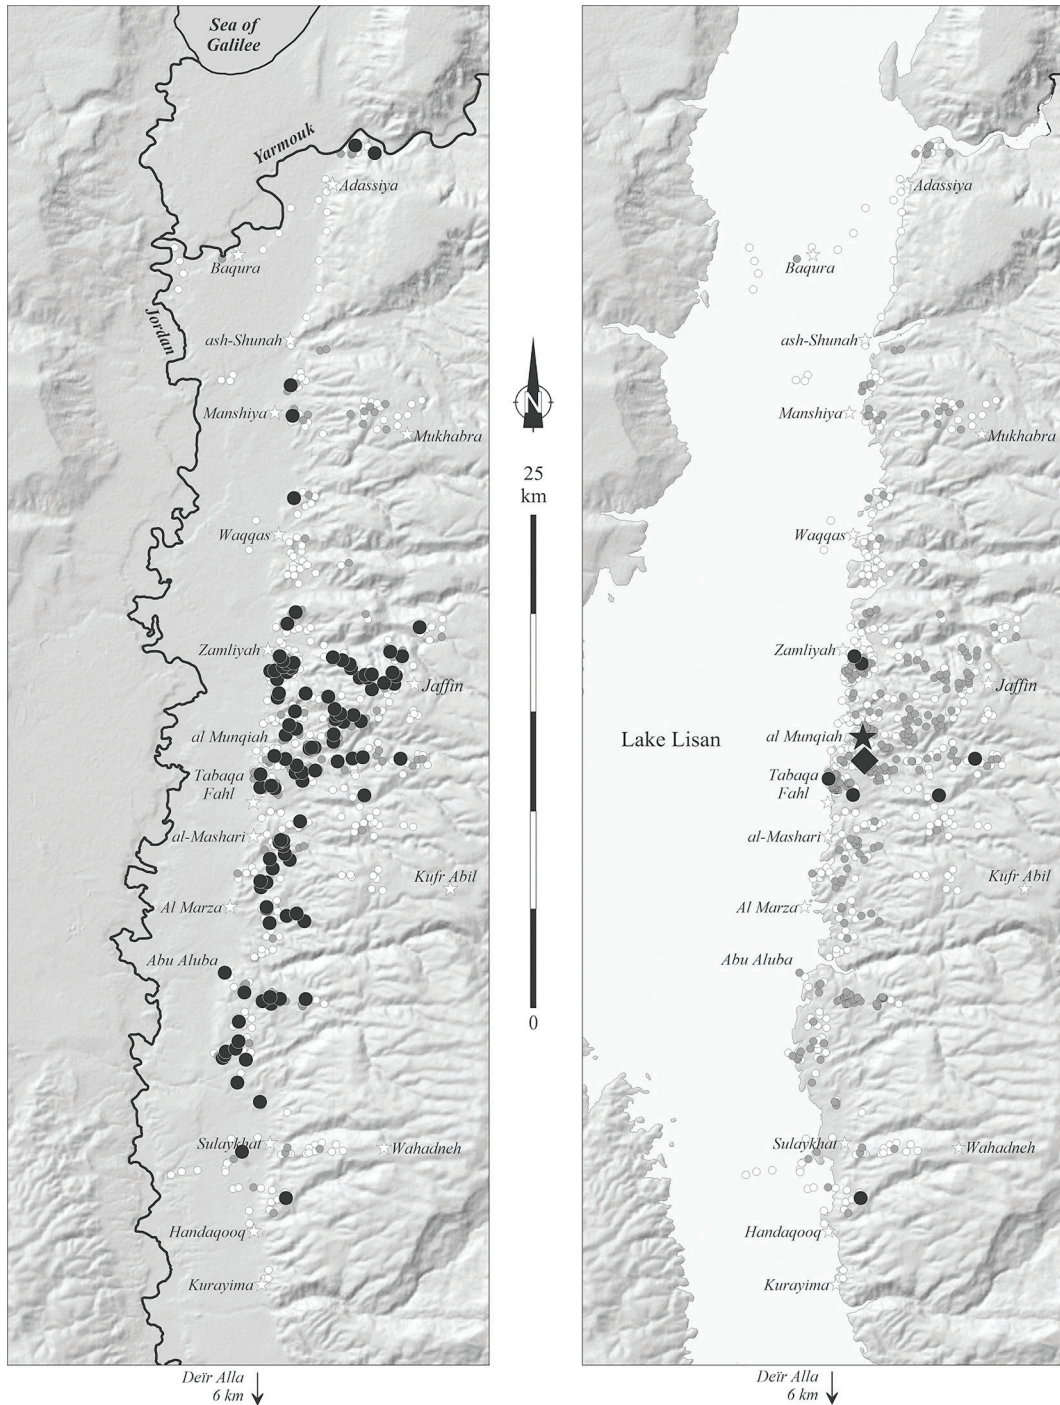 Sea of
Galilee
Yarmouk
Adassiya
Baqura
Jordan
ash-Shunah
Manshiya
Mukhabra
Waqqas
Zamliyah
Jaffin
al Munqiah
Tabaqa
Fahl
al-Mashari
Kufr Abil
Al Marza
Abu Aluba
Sulaykhat
Wahadneh
Handaqooq
Kurayima
Deïr Alla
6 km
N
25
km
0
Adassiya
Baqura
ash-Shunah
Manshiya
Mukhabra
Waqqas
Zamliyah
Jaffin
Lake Lisan
al Munqiah
Tabaqa
Fahl
al-Mashari
Kufr Abil
Al Marza
Abu Aluba
Sulaykhat
Wahadneh
Handaqooq
Kurayima
Deïr Alla
6 km